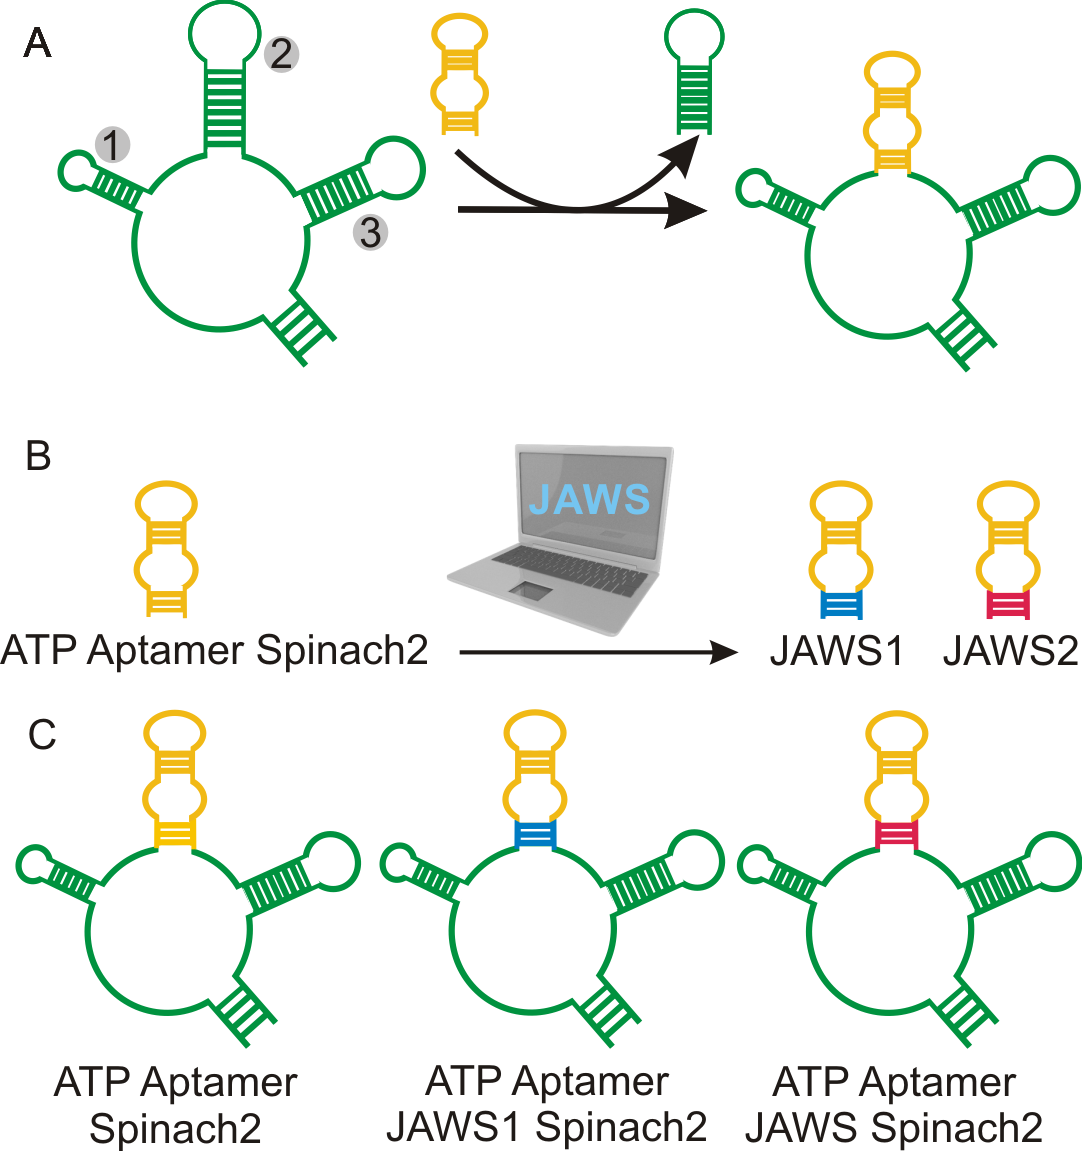 A
1
2
3
B
JAWS
ATP Aptamer Spinach2
JAWS1
JAWS2
C
ATP Aptamer
Spinach2
ATP Aptamer
JAWS1 Spinach2
ATP Aptamer
JAWS Spinach2